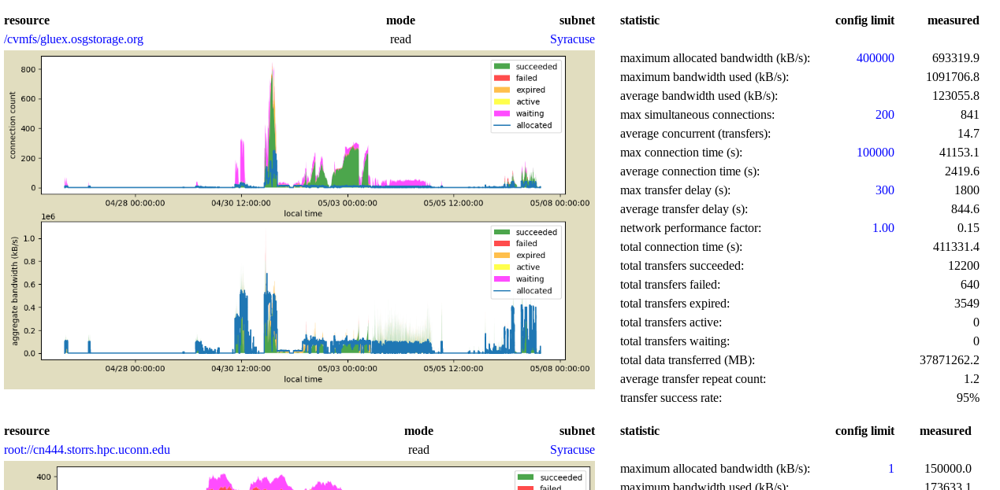 resource mode subnet
/cvmfs/gluex.osgstorage.org read Syracuse
800
600
400
200
0
connection count
succeeded
failed
expired
active
waiting
allocated
04/28 00:00:00 04/30 12:00:00 05/03 00:00:00 05/05 12:00:00 05/08 00:00:00
local time
1e6
1.0
0.8
0.6
0.4
0.2
0.0
aggregate bandwidth (kB/s)
succeeded
failed
expired
active
waiting
allocated
04/28 00:00:00 04/30 12:00:00 05/03 00:00:00 05/05 12:00:00 05/08 00:00:00
local time
statistic config limit measured
maximum allocated bandwidth (kB/s): 400000 693319.9
maximum bandwidth used (kB/s): 1091706.8
average bandwidth used (kB/s): 123055.8
max simultaneous connections: 200 841
average concurrent (transfers): 14.7
max connection time (s): 100000 41153.1
average connection time (s): 2419.6
max transfer delay (s): 300 1800
average transfer delay (s): 844.6
network performance factor: 1.00 0.15
total connection time (s): 411331.4
total transfers succeeded: 12200
total transfers failed: 640
total transfers expired: 3549
total transfers active: 0
total transfers waiting: 0
total data transferred (MB): 37871262.2
average transfer repeat count: 1.2
transfer success rate: 95%
resource mode subnet
root://cn444.storrs.hpc.uconn.edu read Syracuse
400
succeeded
failed
statistic config limit measured
maximum allocated bandwidth (kB/s): 1 150000.0
maximum bandwidth used (kB/s): 173633.1